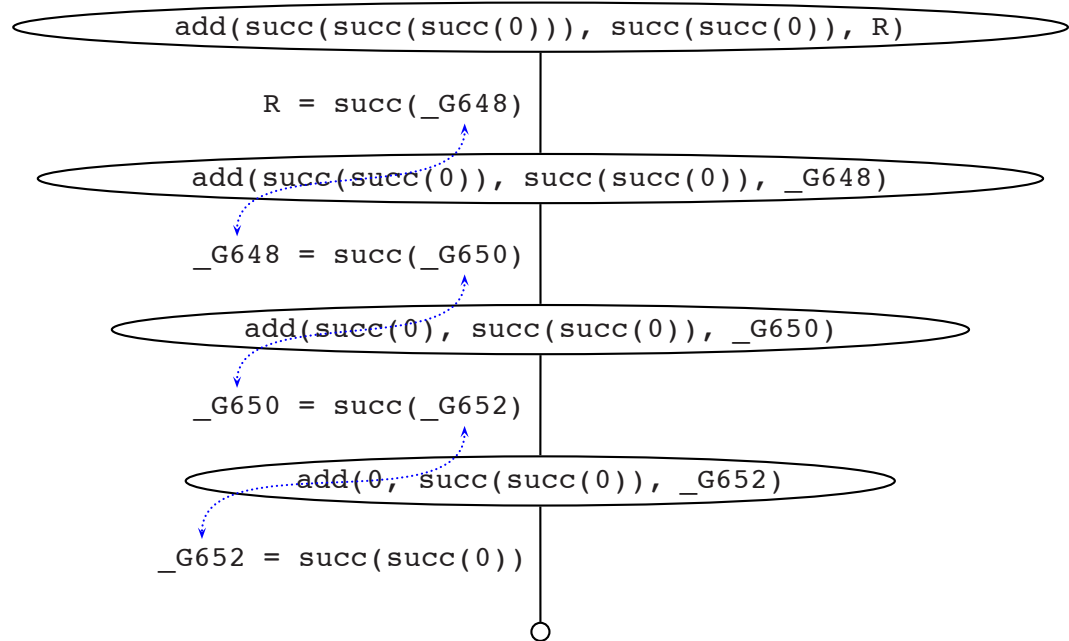 add(succ(succ(succ(0))), succ(succ(0)), R)
R = succ(_G648)
add(succ(succ(0)), succ(succ(0)), _G648)
_G648 = succ(_G650)
add(succ(0), succ(succ(0)), _G650)
_G650 = succ(_G652)
add(0, succ(succ(0)), _G652)
_G652 = succ(succ(0))